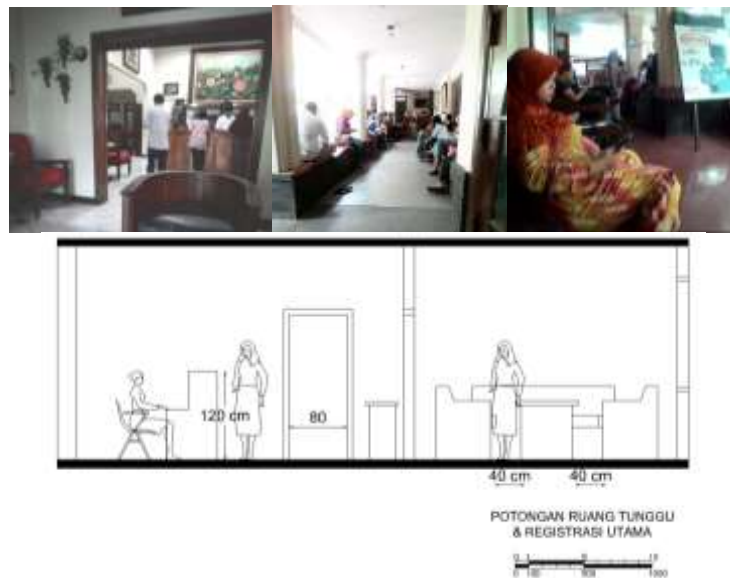 120 cm
80
40 cm
40 cm
POTONGAN RUANG TUNGGU
& REGISTRASI UTAMA